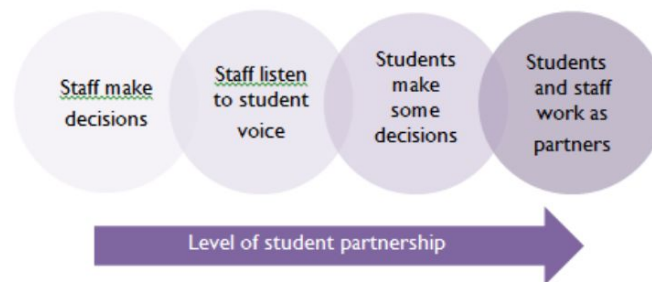 Staff make
decisions
Staff listen
to student
voice
Students
make
some
decisions
Students
and staff
work as
partners
Level of student partnership